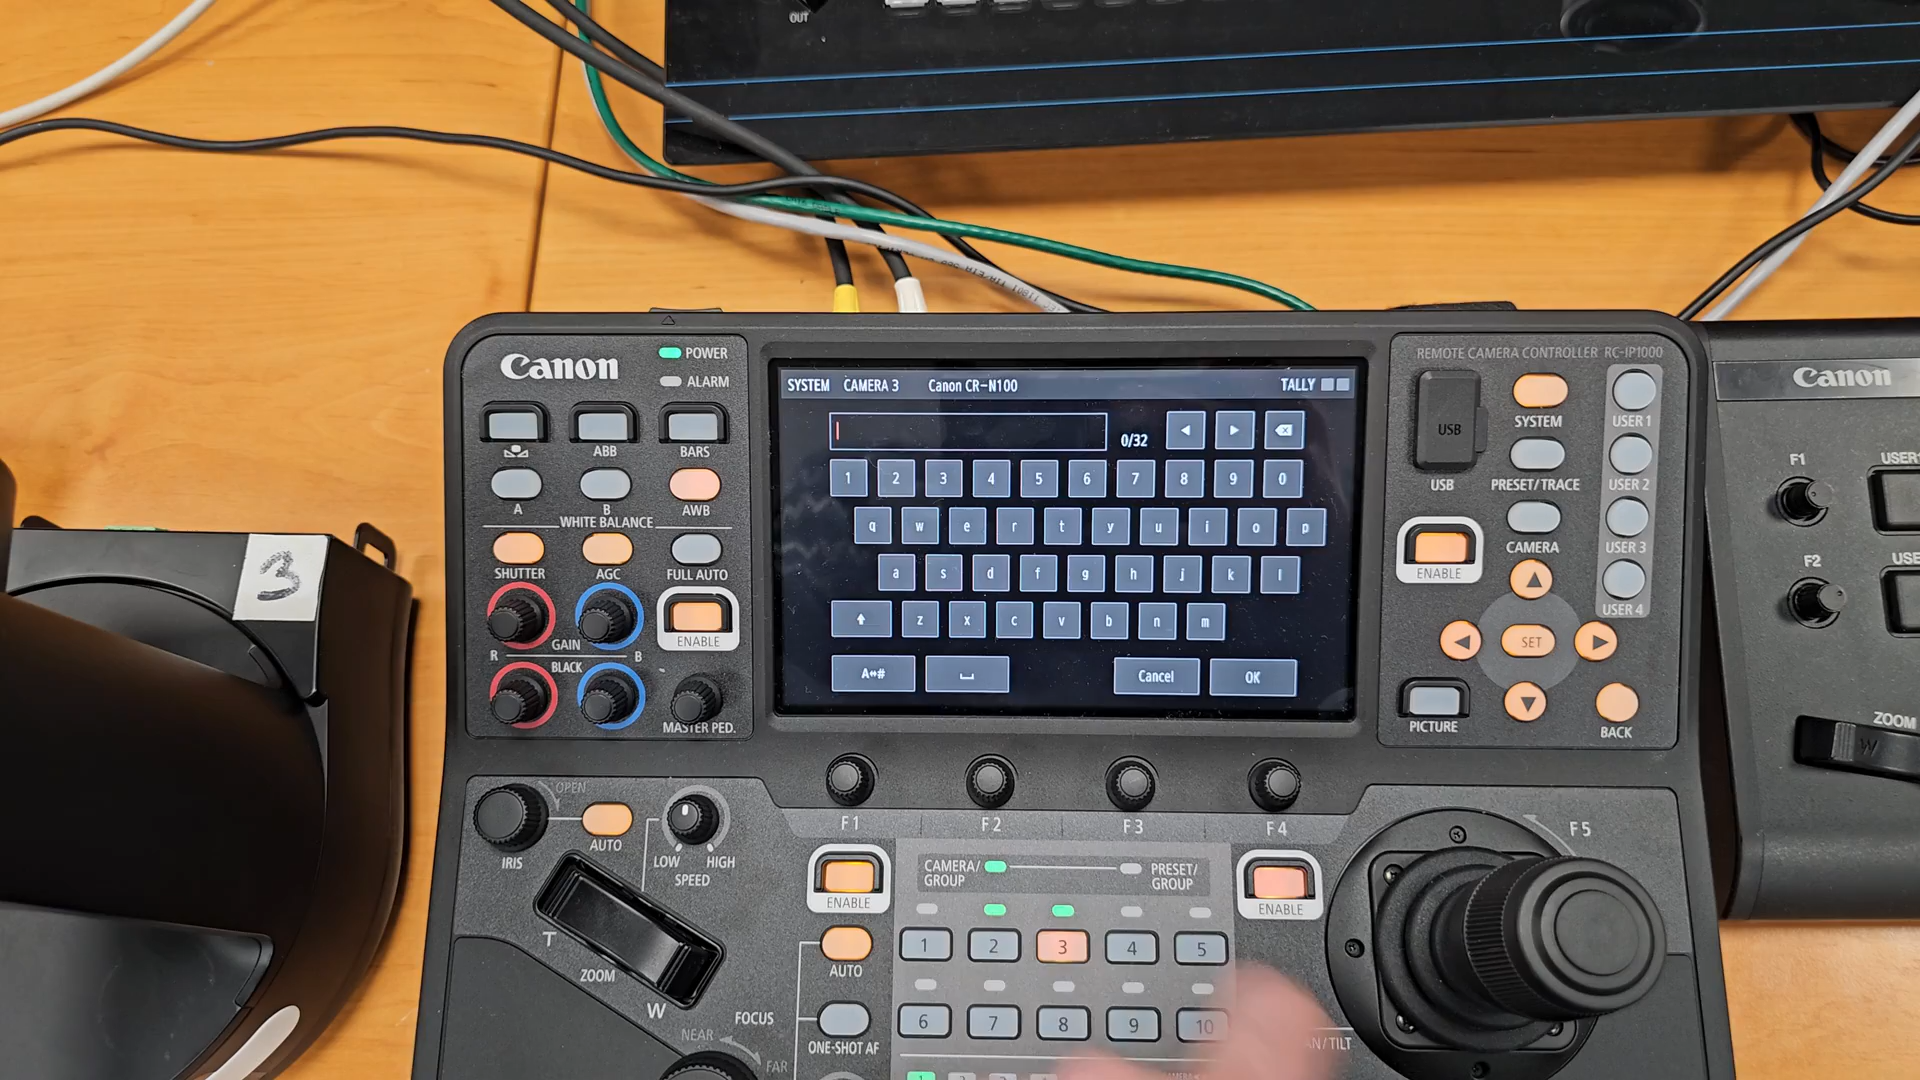 OUT
Canon
POWER
ALARM
ABB
BARS
A
B
AWB
WHITE BALANCE
SHUTTER
AGC
FULL AUTO
GAIN
R
B
BLACK
ENABLE
MASTER PED.
SYSTEM CAMERA 3 Canon CR-N100 TALLY
0/32
1 2 3 4 5 6 7 8 9 0
q w e r t y u i o p
a s d f g h j k l
z x c v b n m
A↔#
Cancel
OK
REMOTE CAMERA CONTROLLER RC-IP1000
USB
USB
SYSTEM
PRESET/TRACE
CAMERA
USER 1
USER 2
USER 3
USER 4
ENABLE
SET
PICTURE
BACK
Canon
F1
USER
F2
USE
ZOOM
W
3
OPEN
IRIS
AUTO
LOW
HIGH
SPEED
T
ZOOM
W
F1
F2
F3
F4
F5
ENABLE
CAMERA/
GROUP
PRESET/
GROUP
ENABLE
AUTO
1 2 3 4 5
6 7 8 9 10
FOCUS
ONE-SHOT AF
NEAR
FAR
AN/TILT